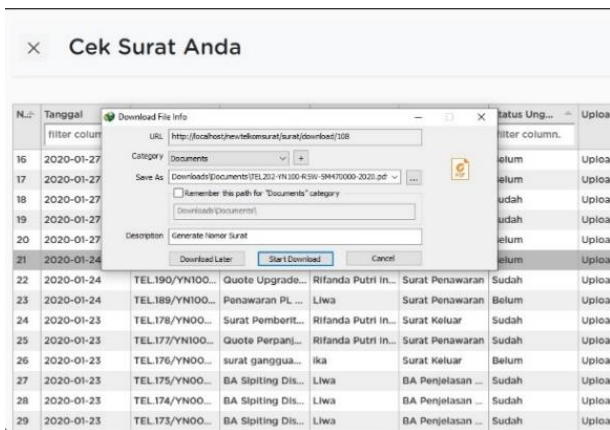 × Cek Surat Anda
N... Tanggal Download File Info tatus Ung... Uploa
filter colum URL http://localhost/newtelkomsurat/surat/download/108 filter column.
16 2020-01-27 Category Documents + elum Uploa
17 2020-01-27 Save As Downloads\Documents\TEL202-YN100-RSW-5M470000-2020.pdf ... elum Uploa
18 2020-01-27 Remember this path for "Documents" category udah Uploa
19 2020-01-27 Downloads\Documents\ udah Uploa
20 2020-01-27 Description Generate Nomor Surat elum Uploa
21 2020-01-24 Download Later Start Download Cancel elum Uploa
22 2020-01-24 TEL.190/YN100... Quote Upgrade... Rifanda Putri In... Surat Penawaran Sudah Uploa
23 2020-01-24 TEL.189/YN100... Penawaran PL ... Liwa Surat Penawaran Belum Uploa
24 2020-01-23 TEL.178/YN00... Surat Pemberit... Rifanda Putri In... Surat Keluar Sudah Uploa
25 2020-01-23 TEL.177/YN100... Quote Perpanj... Rifanda Putri In... Surat Penawaran Sudah Uploa
26 2020-01-23 TEL.176/YN00... surat ganggua... ika Surat Keluar Belum Uploa
27 2020-01-23 TEL.175/YN00... BA Slpiting Dis... Liwa BA Penjelasan ... Sudah Uploa
28 2020-01-23 TEL.174/YN00... BA Slpiting Dis... Liwa BA Penjelasan ... Sudah Uploa
29 2020-01-23 TEL.173/YN00... BA Slpiting Dis... Liwa BA Penjelasan ... Sudah Uploa